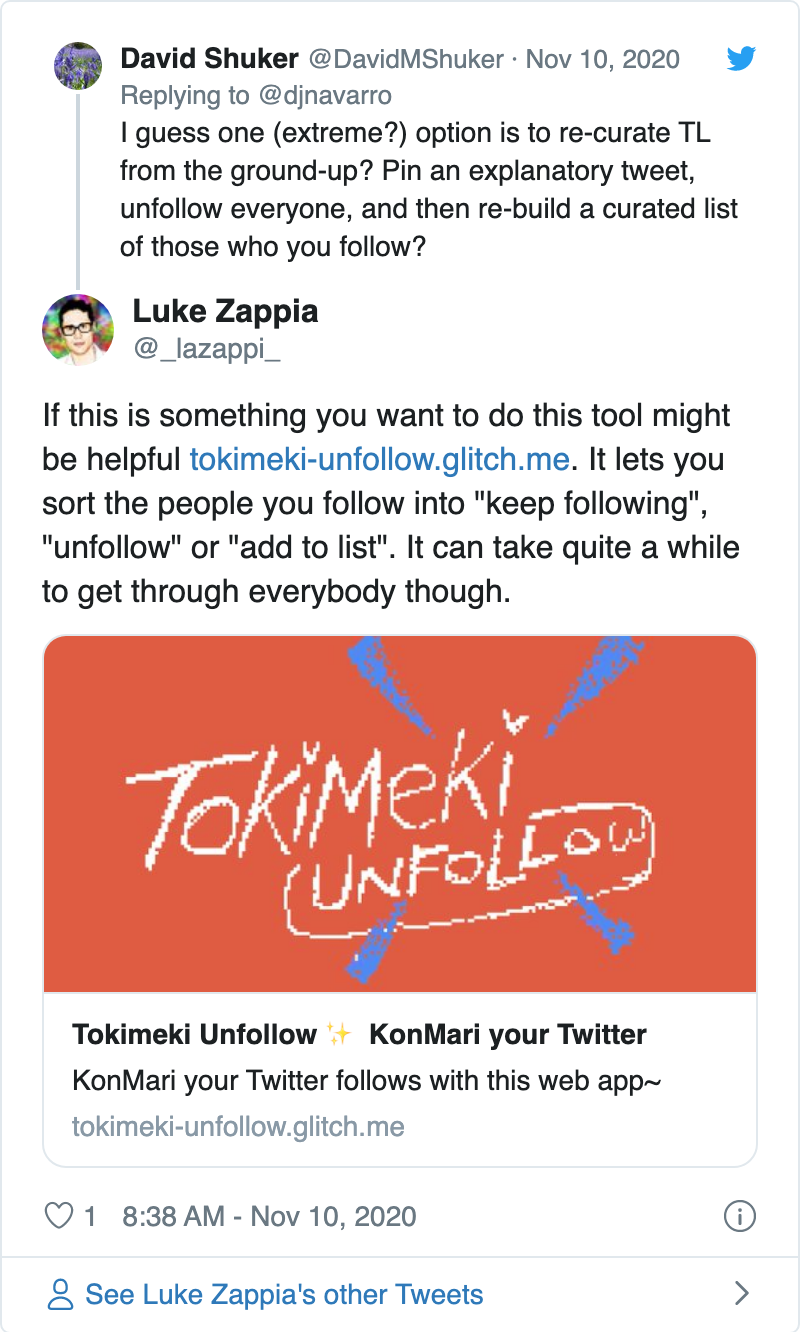 David Shuker @DavidMShuker · Nov 10, 2020
Replying to @djnavarro
I guess one (extreme?) option is to re-curate TL
from the ground-up? Pin an explanatory tweet,
unfollow everyone, and then re-build a curated list
of those who you follow?
Luke Zappia
@_lazappi_
If this is something you want to do this tool might
be helpful tokimeki-unfollow.glitch.me. It lets you
sort the people you follow into "keep following",
"unfollow" or "add to list". It can take quite a while
to get through everybody though.
TOKiMeKi
UNFOLLOW
Tokimeki Unfollow ✨ KonMari your Twitter
KonMari your Twitter follows with this web app~
tokimeki-unfollow.glitch.me
1 8:38 AM - Nov 10, 2020
See Luke Zappia's other Tweets